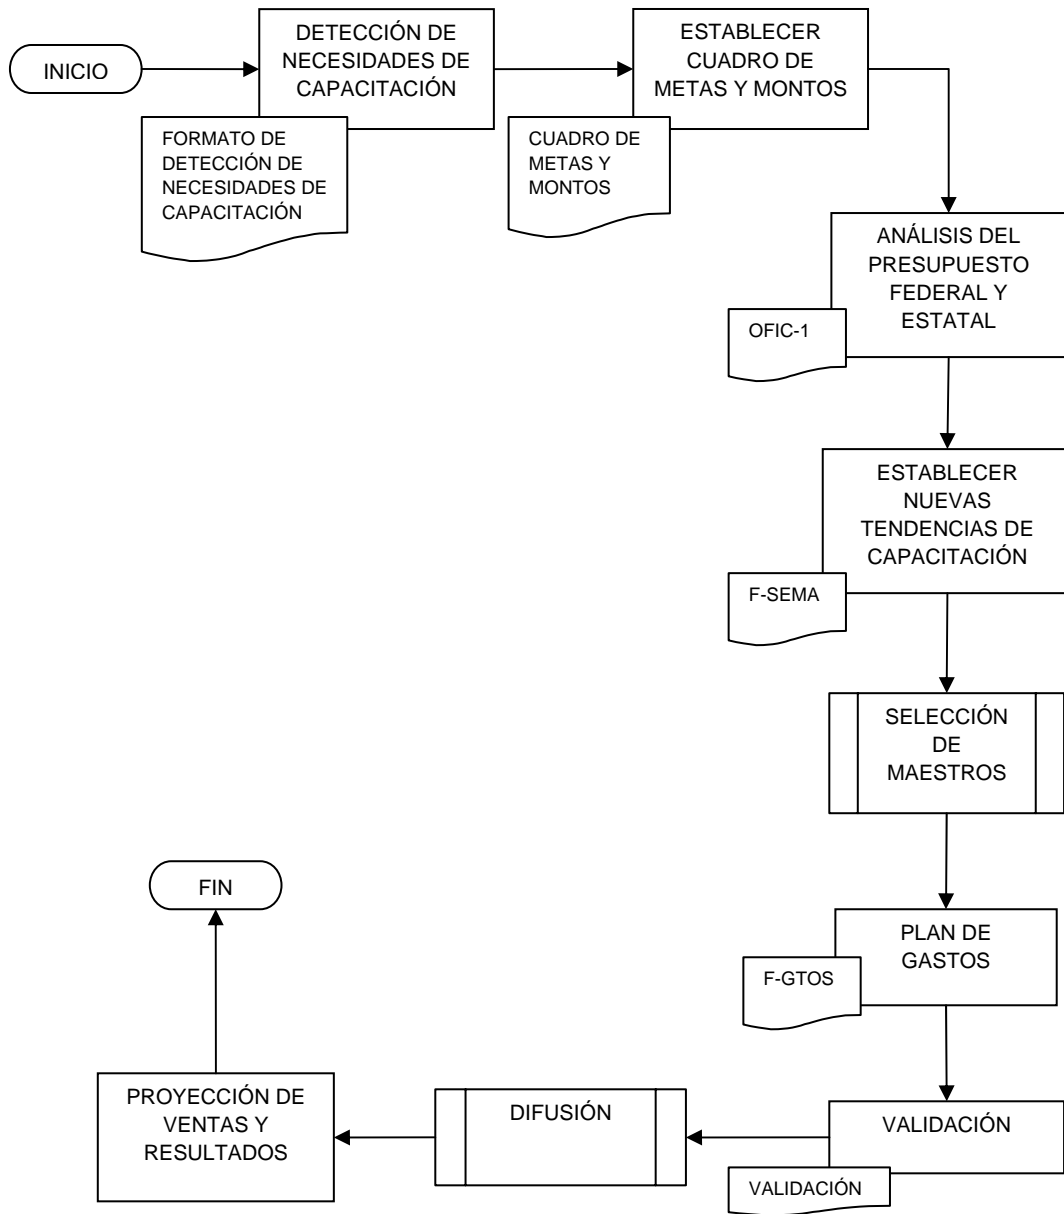 INICIO
DETECCIÓN DE
NECESIDADES DE
CAPACITACIÓN
FORMATO DE
DETECCIÓN DE
NECESIDADES DE
CAPACITACIÓN
ESTABLECER
CUADRO DE
METAS Y MONTOS
CUADRO DE
METAS Y
MONTOS
ANÁLISIS DEL
PRESUPUESTO
FEDERAL Y
ESTATAL
OFIC-1
ESTABLECER
NUEVAS
TENDENCIAS DE
CAPACITACIÓN
F-SEMA
SELECCIÓN
DE
MAESTROS
PLAN DE
GASTOS
F-GTOS
VALIDACIÓN
VALIDACIÓN
DIFUSIÓN
PROYECCIÓN DE
VENTAS Y
RESULTADOS
FIN